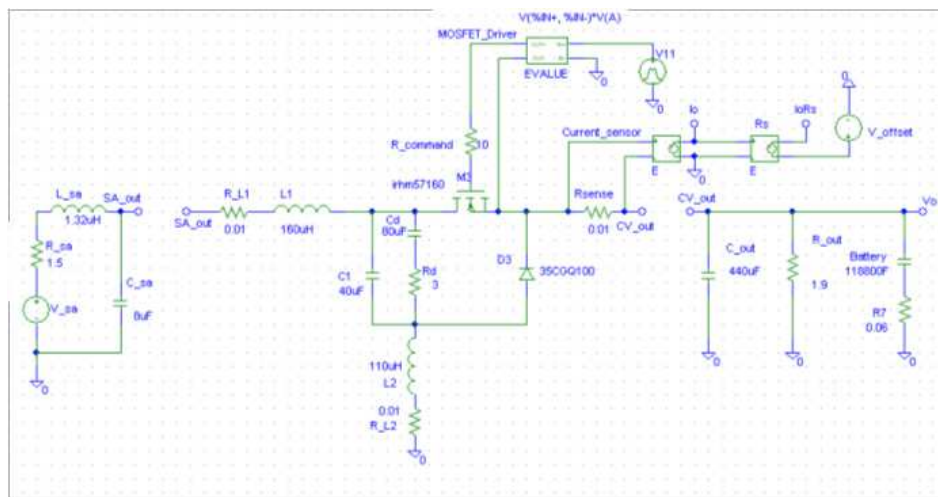 V(%IN+, %IN-)*V(A)
MOSFET_Driver
V11
EVALUE
0
0
0
Io
Rs
IoRs
Current_sensor
V_offset
R_command
10
0
E
E
M3
irhm57160
L_sa
SA_out
1.32uH
R_L1
L1
Rsense
SA_out
0.01
160uH
0.01
CV_out
CV_out
Vo
Cd
80uF
R_sa
1.5
C_sa
8uF
V_sa
C1
40uF
Rd
3
D3
35CGQ100
C_out
440uF
R_out
1.9
Battery
118800F
R7
0.06
110uH
L2
0.01
R_L2
0
0
0
0
0